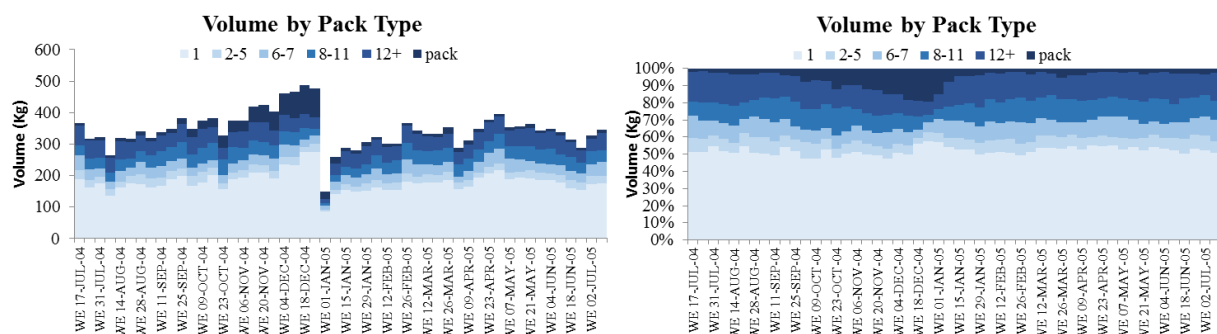 Volume by Pack Type
1 2-5 6-7 8-11 12+ pack
Volume (Kg)
600
500
400
300
200
100
0
WE 17-JUL-04
WE 31-JUL-04
WE 14-AUG-04
WE 28-AUG-04
WE 11-SEP-04
WE 25-SEP-04
WE 09-OCT-04
WE 23-OCT-04
WE 06-NOV-04
WE 20-NOV-04
WE 04-DEC-04
WE 18-DEC-04
WE 01-JAN-05
WE 15-JAN-05
WE 29-JAN-05
WE 12-FEB-05
WE 26-FEB-05
WE 12-MAR-05
WE 26-MAR-05
WE 09-APR-05
WE 23-APR-05
WE 07-MAY-05
WE 21-MAY-05
WE 04-JUN-05
WE 18-JUN-05
WE 02-JUL-05
Volume by Pack Type
1 2-5 6-7 8-11 12+ pack
Volume (Kg)
100%
90%
80%
70%
60%
50%
40%
30%
20%
10%
0%
WE 17-JUL-04
WE 31-JUL-04
WE 14-AUG-04
WE 28-AUG-04
WE 11-SEP-04
WE 25-SEP-04
WE 09-OCT-04
WE 23-OCT-04
WE 06-NOV-04
WE 20-NOV-04
WE 04-DEC-04
WE 18-DEC-04
WE 01-JAN-05
WE 15-JAN-05
WE 29-JAN-05
WE 12-FEB-05
WE 26-FEB-05
WE 12-MAR-05
WE 26-MAR-05
WE 09-APR-05
WE 23-APR-05
WE 07-MAY-05
WE 21-MAY-05
WE 04-JUN-05
WE 18-JUN-05
WE 02-JUL-05